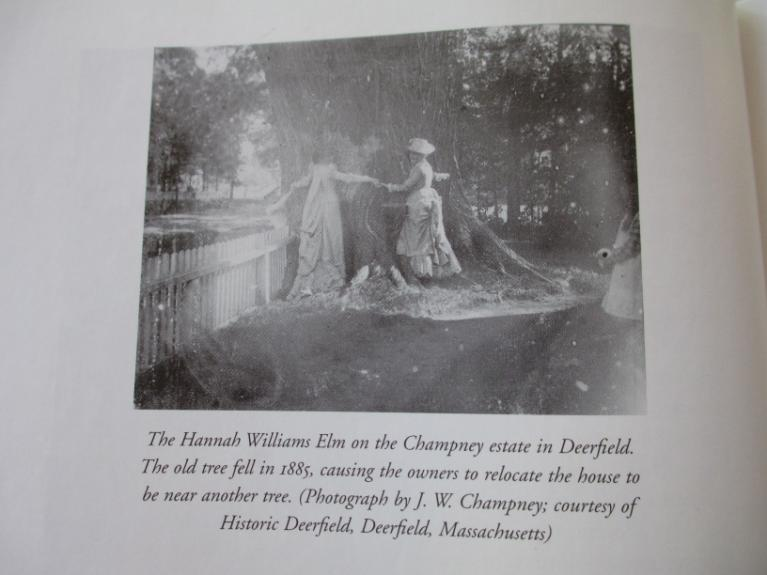 The Hannah Williams Elm on the Champney estate in Deerfield.
The old tree fell in 1885, causing the owners to relocate the house to
be near another tree. (Photograph by J. W. Champney; courtesy of
Historic Deerfield, Deerfield, Massachusetts)